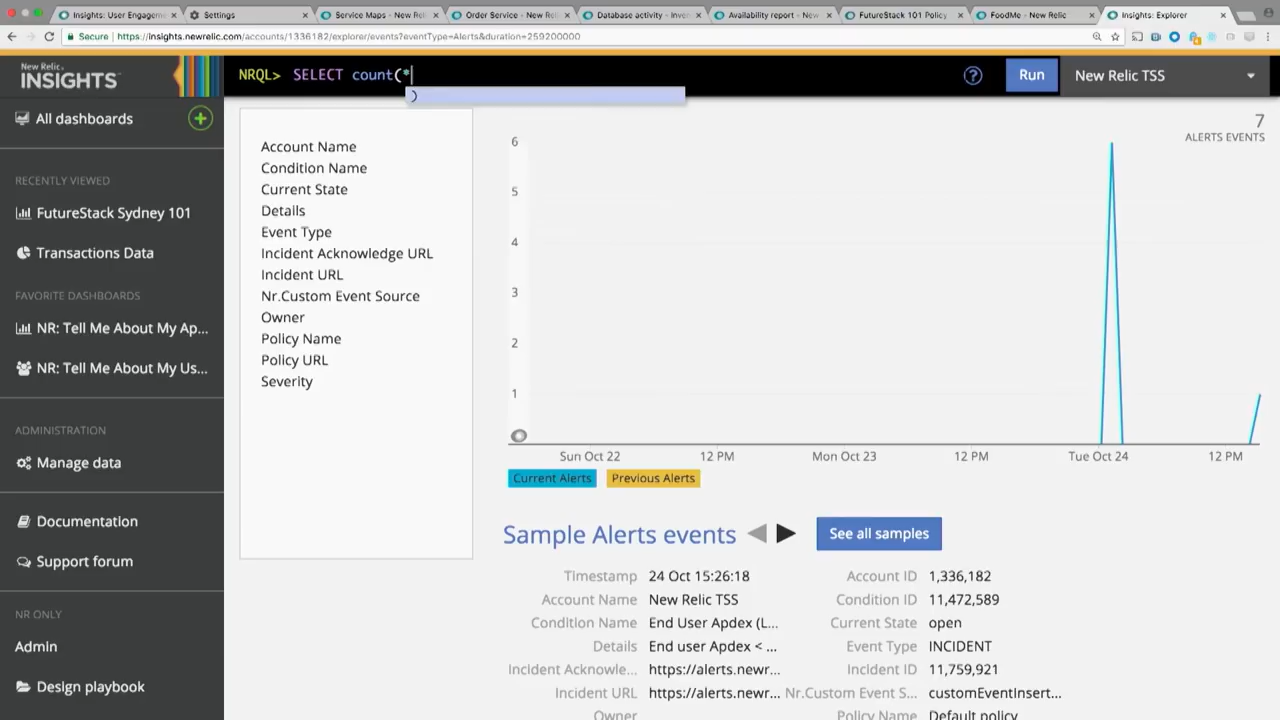 Insights: User Engagem
Settings
Service Maps - New Reli
Order Service - New Reli
Database activity - Inver
Availability report - New
FutureStack 101 Policy
FoodMe - New Relic
Insights: Explorer
Secure | https://insights.newrelic.com/accounts/1336182/explorer/events?eventType=Alerts&duration=259200000
New Relic
INSIGHTS
NRQL> SELECT count(*
)
?
Run
New Relic TSS
All dashboards
RECENTLY VIEWED
FutureStack Sydney 101
Transactions Data
FAVORITE DASHBOARDS
NR: Tell Me About My Ap...
NR: Tell Me About My Us...
ADMINISTRATION
Manage data
Documentation
Support forum
NR ONLY
Admin
Design playbook
Account Name
Condition Name
Current State
Details
Event Type
Incident Acknowledge URL
Incident URL
Nr.Custom Event Source
Owner
Policy Name
Policy URL
Severity
7
ALERTS EVENTS
6
5
4
3
2
1
Sun Oct 22
12 PM
Mon Oct 23
12 PM
Tue Oct 24
12 PM
Current Alerts
Previous Alerts
Sample Alerts events
See all samples
Timestamp 24 Oct 15:26:18 Account ID 1,336,182
Account Name New Relic TSS Condition ID 11,472,589
Condition Name End User Apdex (L... Current State open
Details End user Apdex < ... Event Type INCIDENT
Incident Acknowle... https://alerts.newr... Incident ID 11,759,921
Incident URL https://alerts.newr... Nr.Custom Event S... customEventInsert...
Owner Policy Name Default policy